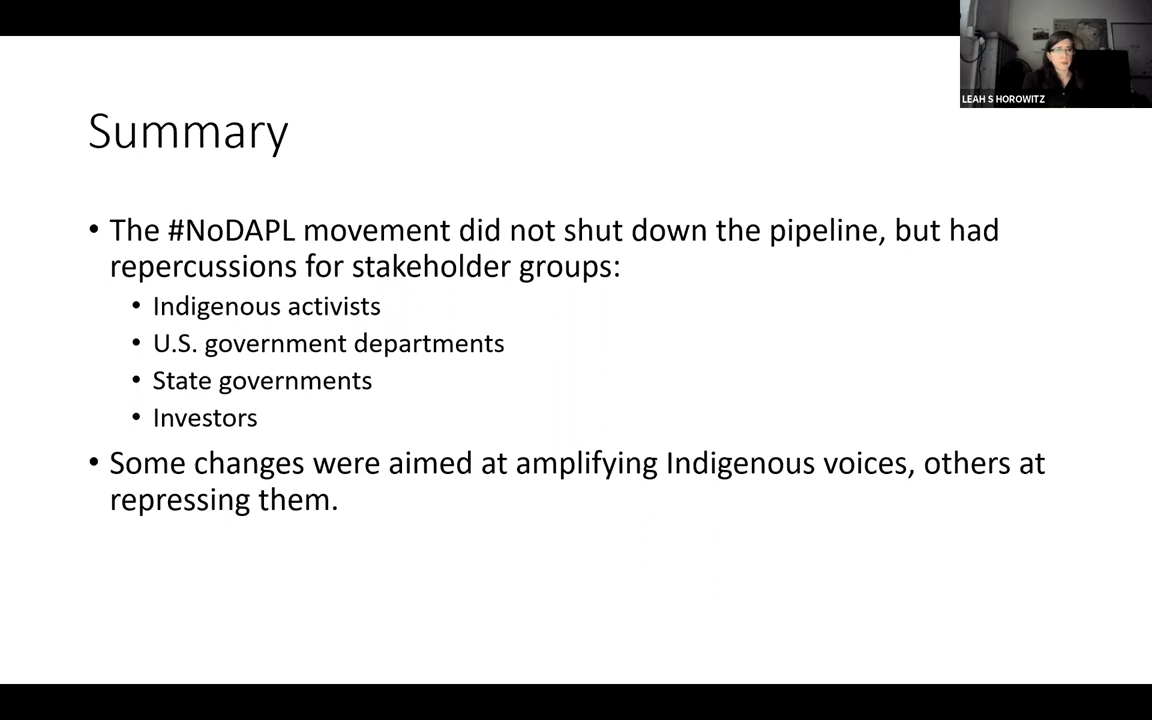 LEAH S HOROWITZ
Summary
• The #NoDAPL movement did not shut down the pipeline, but had
repercussions for stakeholder groups:
• Indigenous activists
• U.S. government departments
• State governments
• Investors
• Some changes were aimed at amplifying Indigenous voices, others at
repressing them.